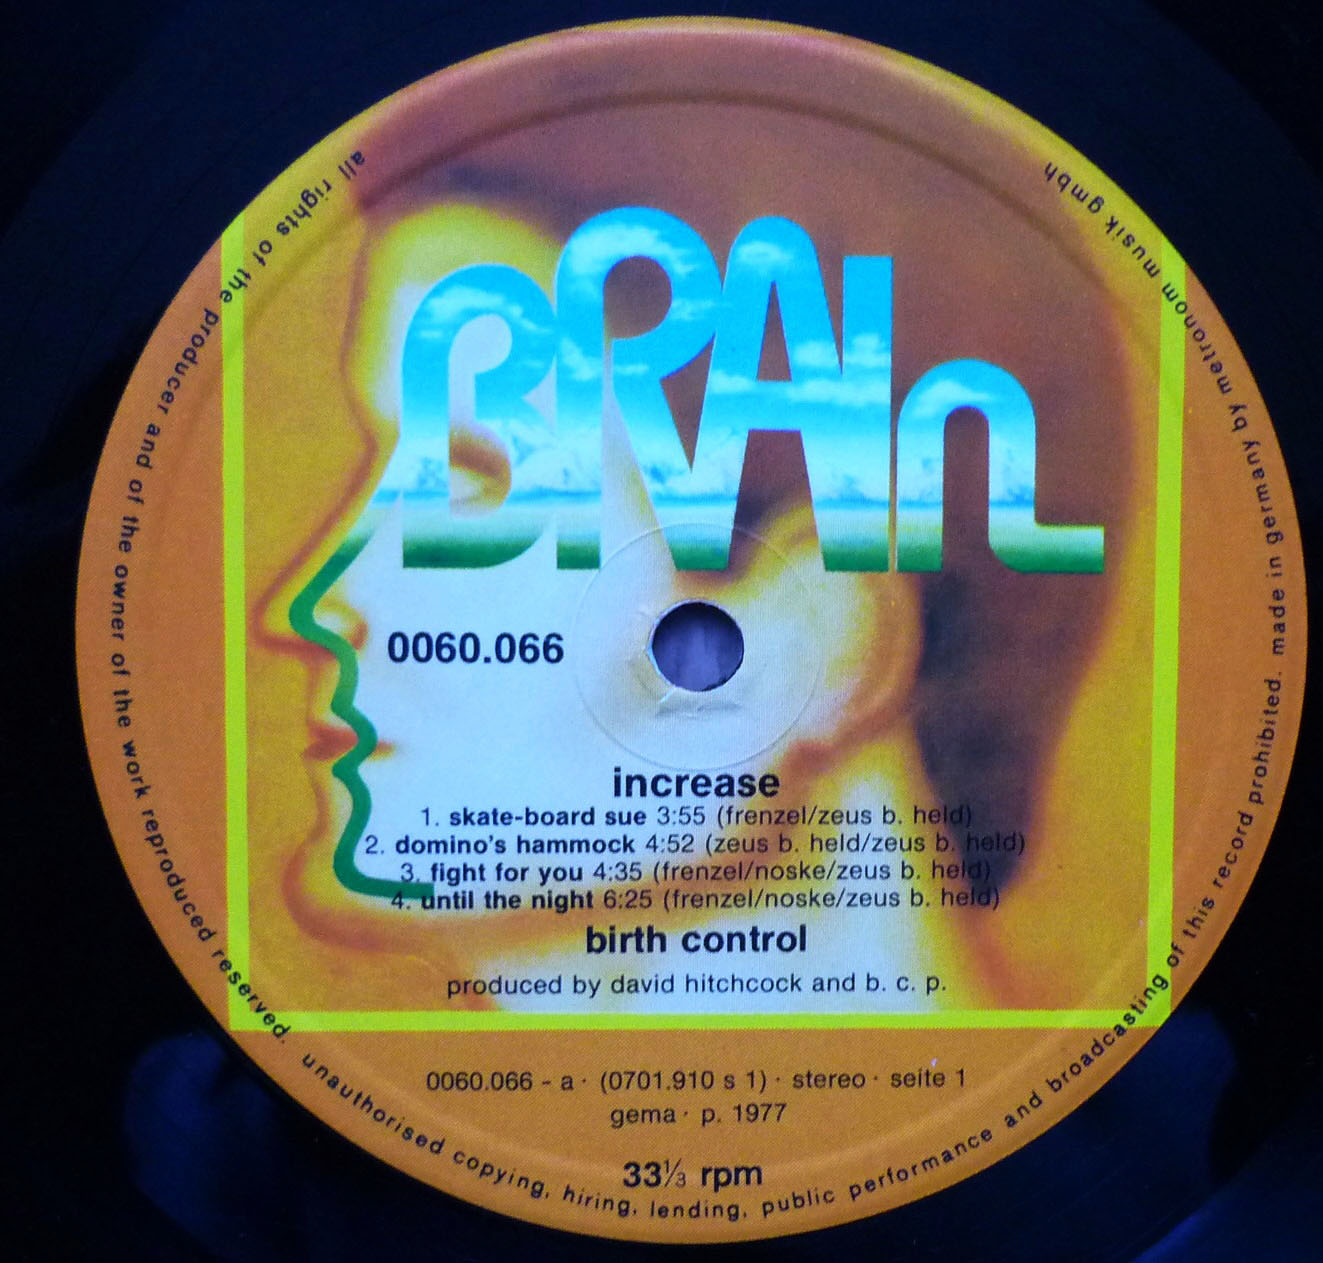 BRAIn
0060.066
increase
1. skate-board sue 3:55 (frenzel/zeus b. held)
2. domino's hammock 4:52 (zeus b. held/zeus b. held)
3. fight for you 4:35 (frenzel/noske/zeus b. held)
4. until the night 6:25 (frenzel/noske/zeus b. held)
birth control
produced by david hitchcock and b. c. p.
0060.066 - a · (0701.910 s 1) · stereo · seite 1
gema · p. 1977
33⅓ rpm
all rights of the producer and of the owner of the work reproduced reserved. unauthorised copying, hiring, lending, public performance and broadcasting of this record prohibited. made in germany by metronom musik gmbh